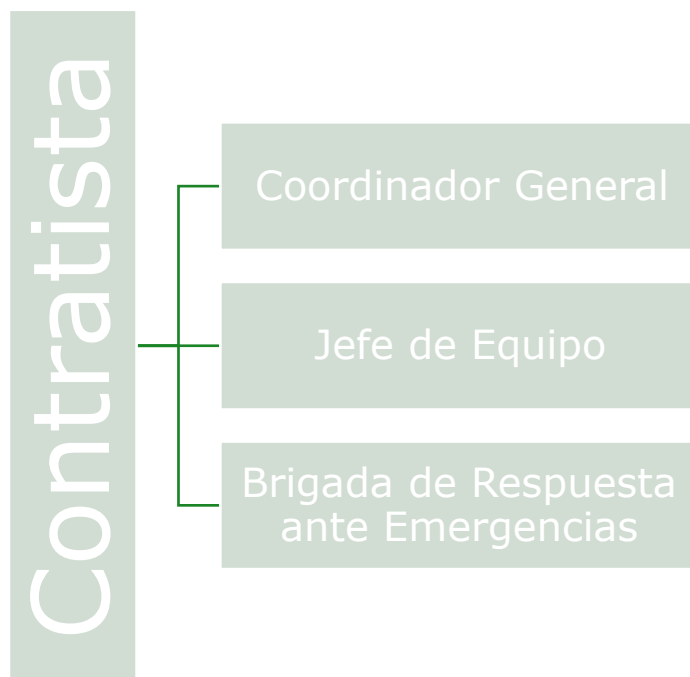 Contratista
Coordinador General
Jefe de Equipo
Brigada de Respuesta
ante Emergencias